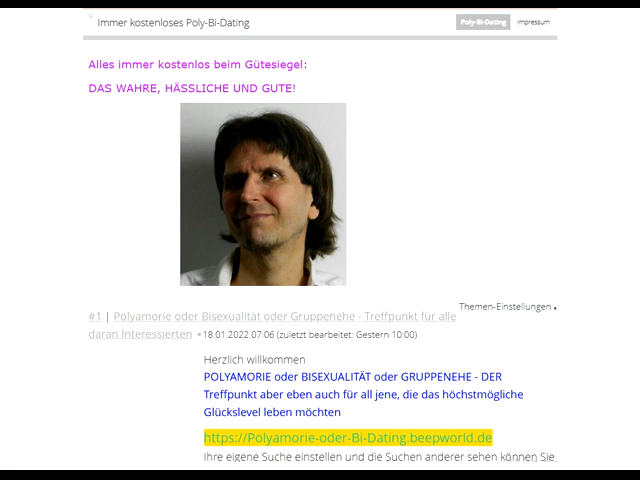 Immer kostenloses Poly-Bi-Dating
Poly-Bi-Dating Impressum
Alles immer kostenlos beim Gütesiegel:
DAS WAHRE, HÄSSLICHE UND GUTE!
Themen-Einstellungen
#1 | Polyamorie oder Bisexualität oder Gruppenehe - Treffpunkt für alle
daran Interessierten 18.01.2022 07:06 (zuletzt bearbeitet: Gestern 10:00)
Herzlich willkommen
POLYAMORIE oder BISEXUALITÄT oder GRUPPENEHE - DER
Treffpunkt aber eben auch für all jene, die das höchstmögliche
Glückslevel leben möchten
https://Polyamorie-oder-Bi-Dating.beepworld.de
Ihre eigene Suche einstellen und die Suchen anderer sehen können Sie